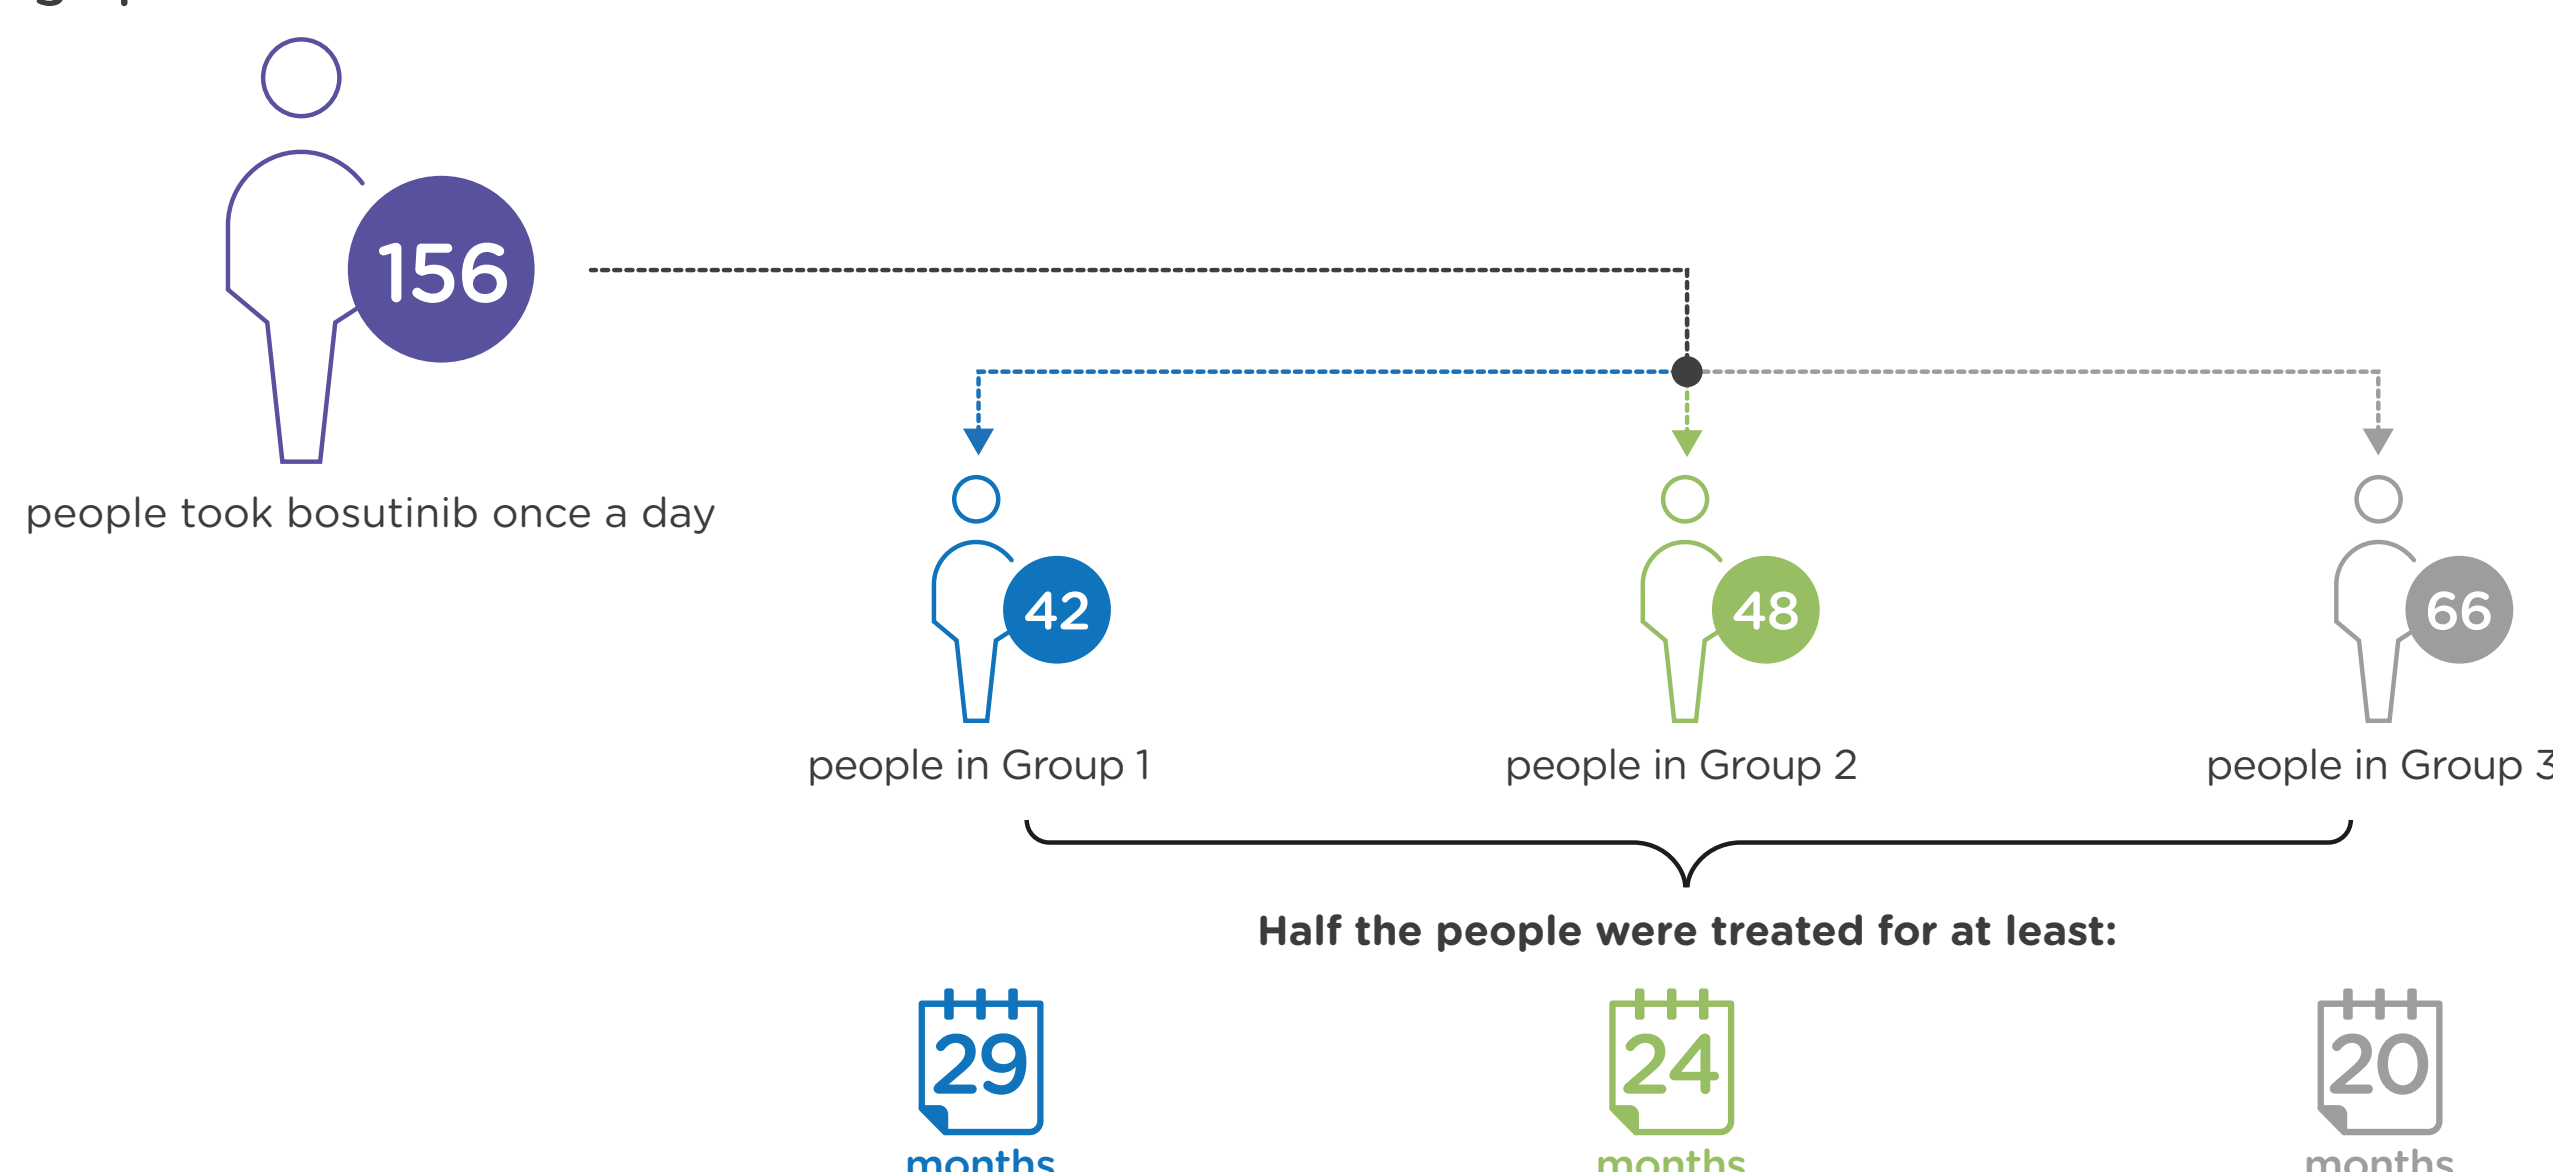 156
people took bosutinib once a day
42
48
66
people in Group 1
people in Group 2
people in Group 3
Half the people were treated for at least:
29
24
20
months
months
months